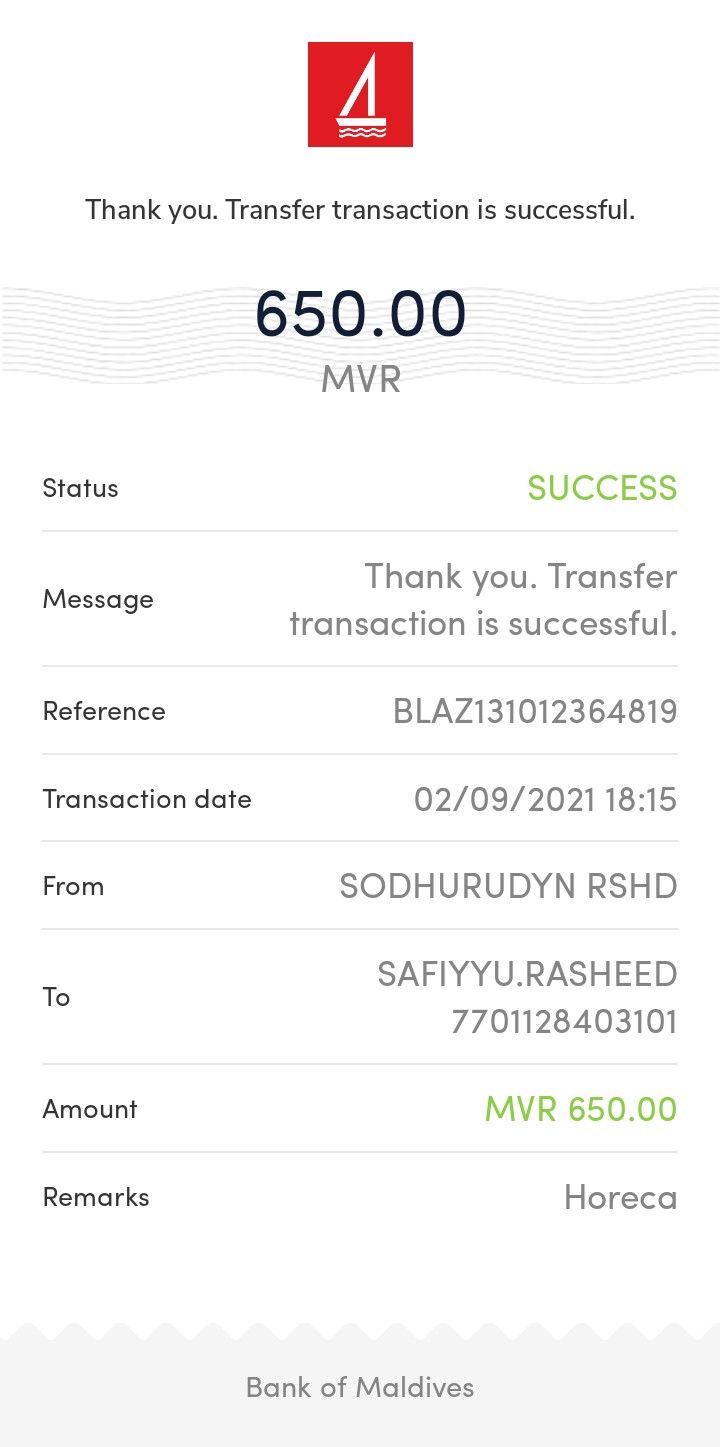 Thank you. Transfer transaction is successful.
650.00
MVR
Status
SUCCESS
Message
Thank you. Transfer
transaction is successful.
Reference
BLAZ131012364819
Transaction date
02/09/2021 18:15
From
SODHURUDYN RSHD
To
SAFIYYU.RASHEED
7701128403101
Amount
MVR 650.00
Remarks
Horeca
Bank of Maldives